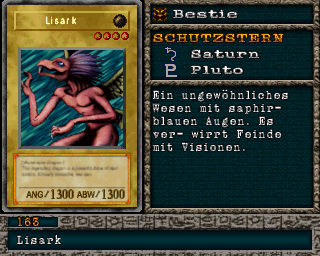 Lisark
ANG/1300 ABW/1300
Bestie
SCHUTZSTERN
Saturn
Pluto
Ein ungewöhnliches
Wesen mit saphir-
blauen Augen. Es
ver- wirrt Feinde
mit Visionen.
163
Lisark